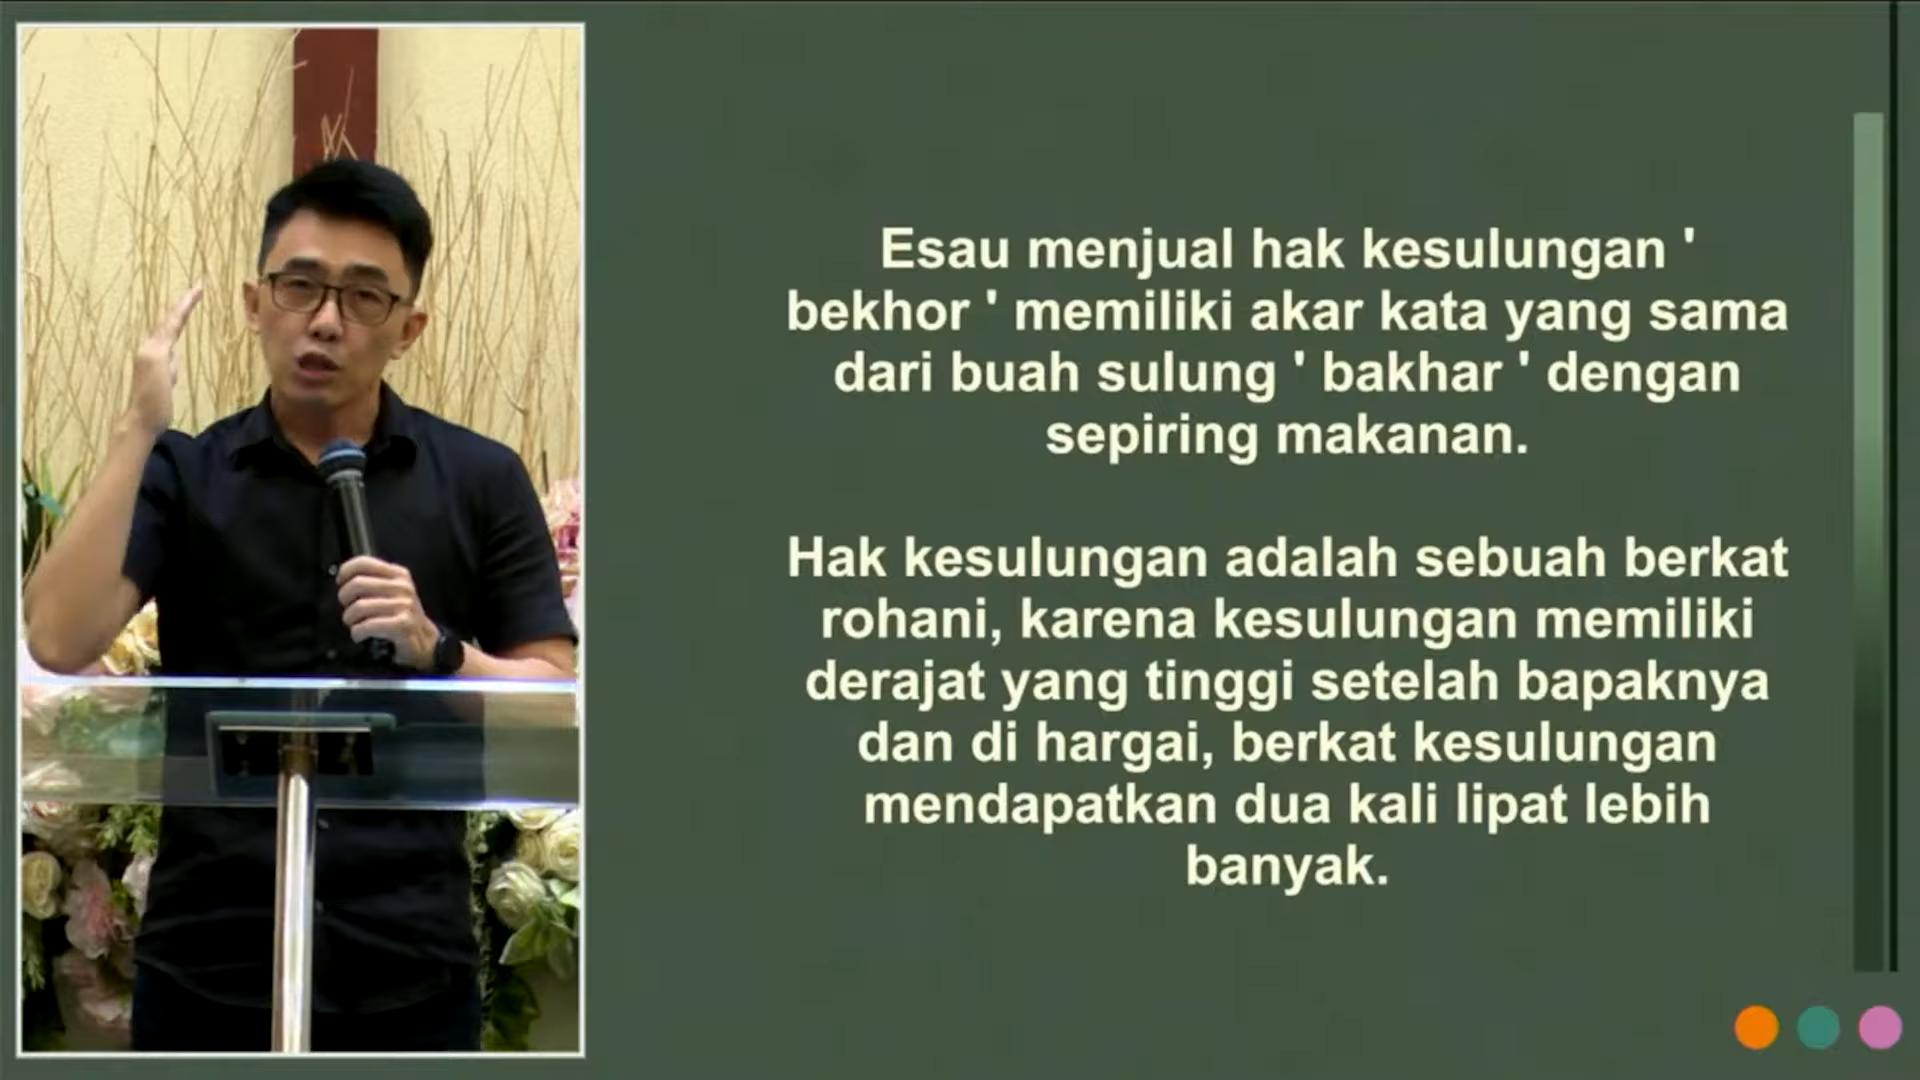 Esau menjual hak kesulungan '
bekhor ' memiliki akar kata yang sama
dari buah sulung ' bakhar ' dengan
sepiring makanan.
Hak kesulungan adalah sebuah berkat
rohani, karena kesulungan memiliki
derajat yang tinggi setelah bapaknya
dan di hargai, berkat kesulungan
mendapatkan dua kali lipat lebih
banyak.